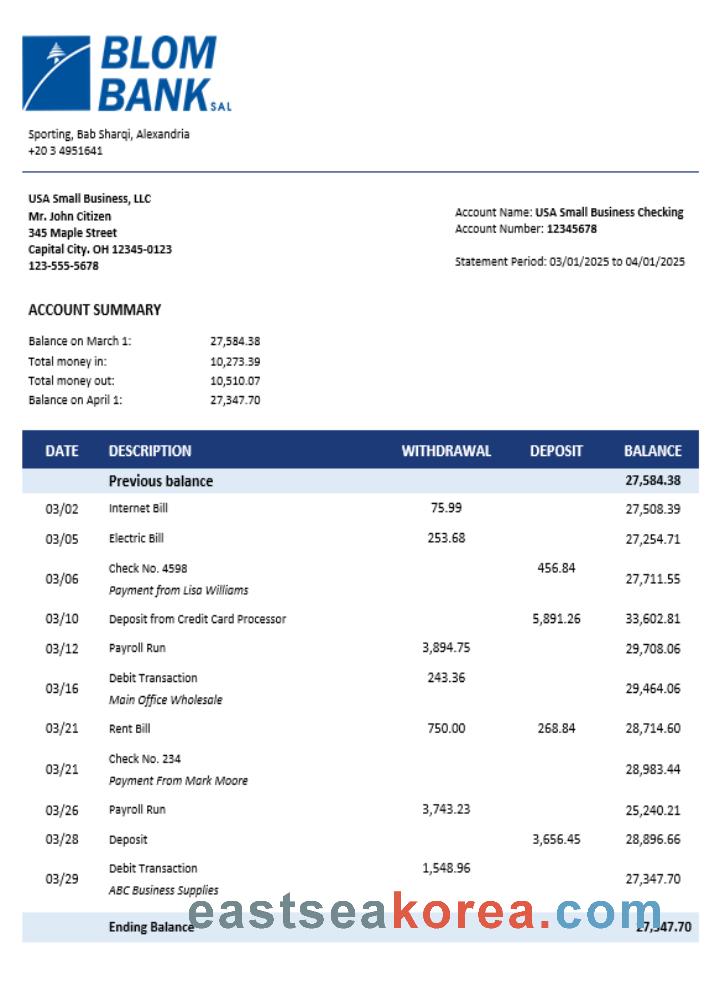 BLOM
BANK SAL
Sporting, Bab Sharqi, Alexandria
+20 3 4951641
USA Small Business, LLC
Mr. John Citizen
345 Maple Street
Capital City. OH 12345-0123
123-555-5678
Account Name: USA Small Business Checking
Account Number: 12345678
Statement Period: 03/01/2025 to 04/01/2025
ACCOUNT SUMMARY
Balance on March 1: 27,584.38
Total money in: 10,273.39
Total money out: 10,510.07
Balance on April 1: 27,347.70
DATE DESCRIPTION WITHDRAWAL DEPOSIT BALANCE
Previous balance 27,584.38
03/02 Internet Bill 75.99 27,508.39
03/05 Electric Bill 253.68 27,254.71
03/06 Check No. 4598 456.84 27,711.55
Payment from Lisa Williams
03/10 Deposit from Credit Card Processor 5,891.26 33,602.81
03/12 Payroll Run 3,894.75 29,708.06
03/16 Debit Transaction 243.36 29,464.06
Main Office Wholesale
03/21 Rent Bill 750.00 268.84 28,714.60
03/21 Check No. 234 28,983.44
Payment From Mark Moore
03/26 Payroll Run 3,743.23 25,240.21
03/28 Deposit 3,656.45 28,896.66
03/29 Debit Transaction 1,548.96 27,347.70
ABC Business Supplies
eastseakorea.com
Ending Balance 27,347.70